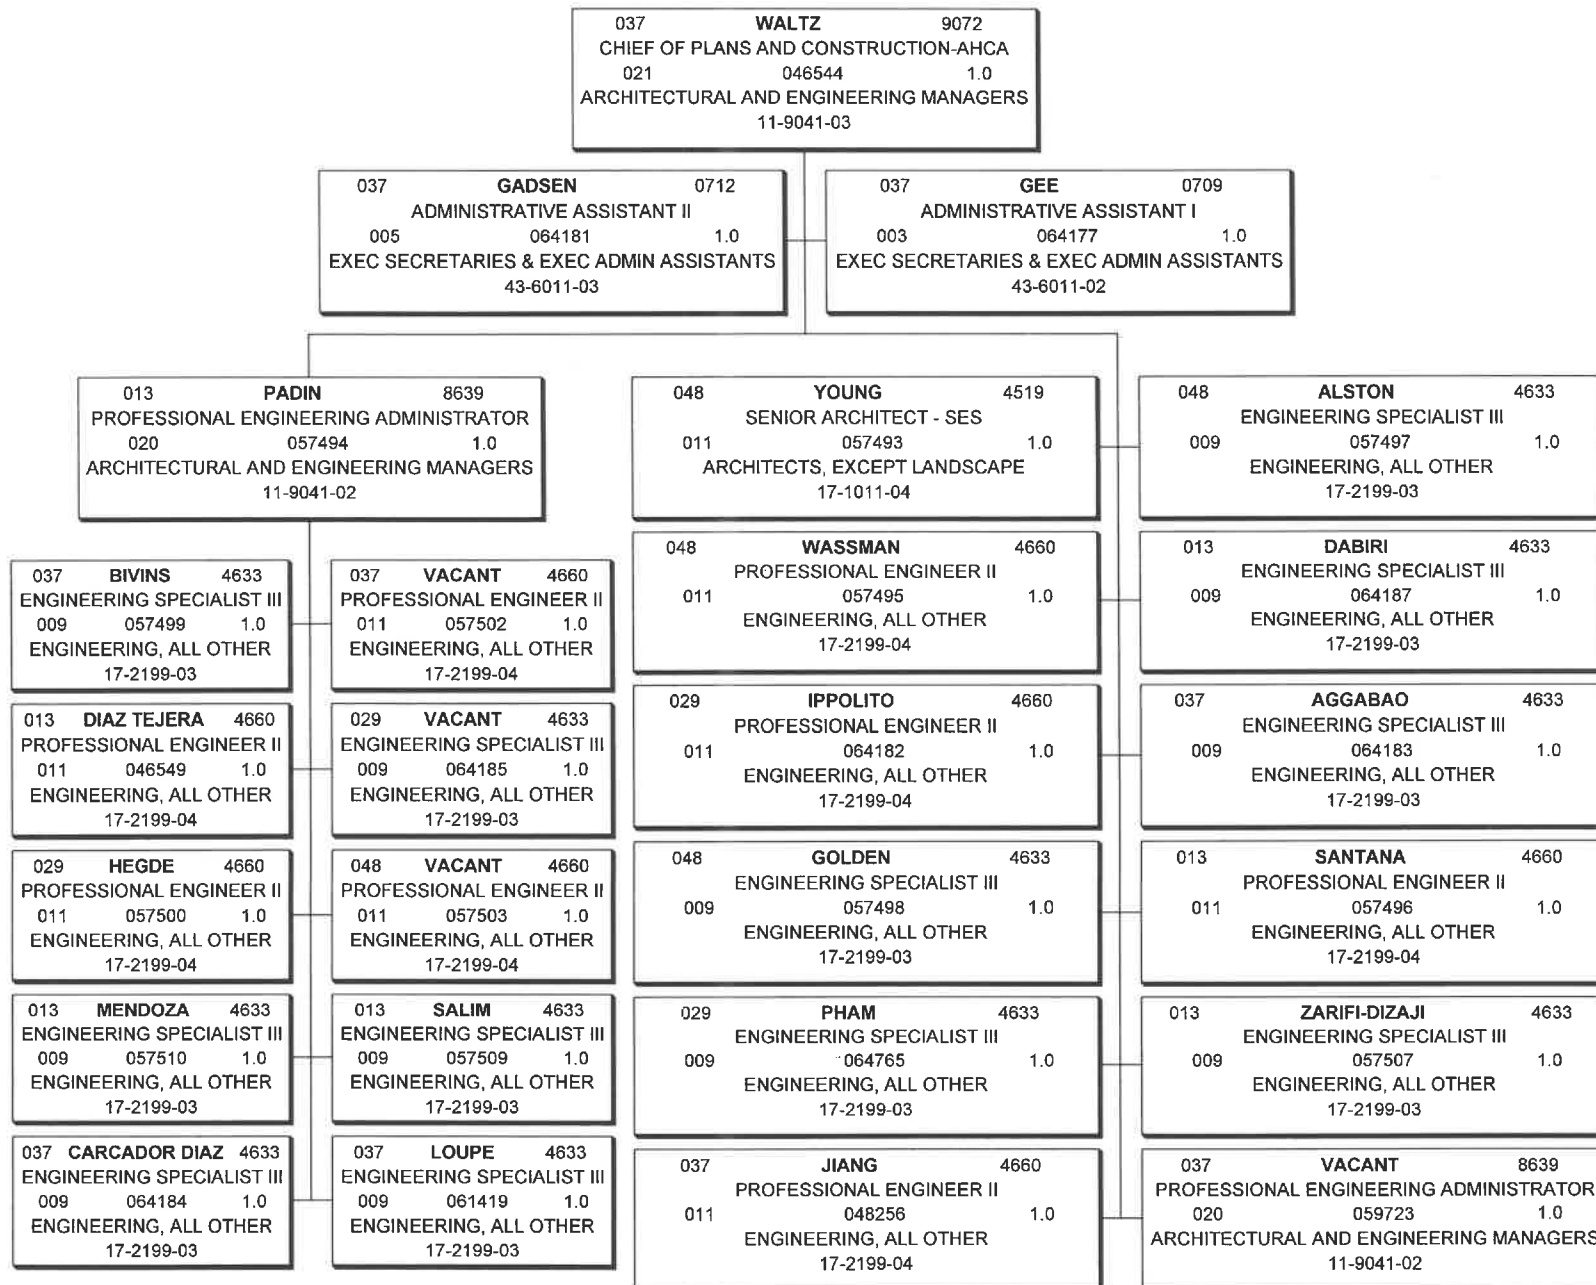 037 WALTZ 9072
CHIEF OF PLANS AND CONSTRUCTION-AHCA
021 046544 1.0
ARCHITECTURAL AND ENGINEERING MANAGERS
11-9041-03
037 GADSEN 0712
ADMINISTRATIVE ASSISTANT II
005 064181 1.0
EXEC SECRETARIES & EXEC ADMIN ASSISTANTS
43-6011-03
037 GEE 0709
ADMINISTRATIVE ASSISTANT I
003 064177 1.0
EXEC SECRETARIES & EXEC ADMIN ASSISTANTS
43-6011-02
013 PADIN 8639
PROFESSIONAL ENGINEERING ADMINISTRATOR
020 057494 1.0
ARCHITECTURAL AND ENGINEERING MANAGERS
11-9041-02
037 BIVINS 4633
ENGINEERING SPECIALIST III
009 057499 1.0
ENGINEERING, ALL OTHER
17-2199-03
037 VACANT 4660
PROFESSIONAL ENGINEER II
011 057502 1.0
ENGINEERING, ALL OTHER
17-2199-04
013 DIAZ TEJERA 4660
PROFESSIONAL ENGINEER II
011 046549 1.0
ENGINEERING, ALL OTHER
17-2199-04
029 VACANT 4633
ENGINEERING SPECIALIST III
009 064185 1.0
ENGINEERING, ALL OTHER
17-2199-03
029 HEGDE 4660
PROFESSIONAL ENGINEER II
011 057500 1.0
ENGINEERING, ALL OTHER
17-2199-04
048 VACANT 4660
PROFESSIONAL ENGINEER II
011 057503 1.0
ENGINEERING, ALL OTHER
17-2199-04
013 MENDOZA 4633
ENGINEERING SPECIALIST III
009 057510 1.0
ENGINEERING, ALL OTHER
17-2199-03
013 SALIM 4633
ENGINEERING SPECIALIST III
009 057509 1.0
ENGINEERING, ALL OTHER
17-2199-03
037 CARCADOR DIAZ 4633
ENGINEERING SPECIALIST III
009 064184 1.0
ENGINEERING, ALL OTHER
17-2199-03
037 LOUPE 4633
ENGINEERING SPECIALIST III
009 061419 1.0
ENGINEERING, ALL OTHER
17-2199-03
048 YOUNG 4519
SENIOR ARCHITECT - SES
011 057493 1.0
ARCHITECTS, EXCEPT LANDSCAPE
17-1011-04
048 ALSTON 4633
ENGINEERING SPECIALIST III
009 057497 1.0
ENGINEERING, ALL OTHER
17-2199-03
048 WASSMAN 4660
PROFESSIONAL ENGINEER II
011 057495 1.0
ENGINEERING, ALL OTHER
17-2199-04
013 DABIRI 4633
ENGINEERING SPECIALIST III
009 064187 1.0
ENGINEERING, ALL OTHER
17-2199-03
029 IPPOLITO 4660
PROFESSIONAL ENGINEER II
011 064182 1.0
ENGINEERING, ALL OTHER
17-2199-04
037 AGGABAO 4633
ENGINEERING SPECIALIST III
009 064183 1.0
ENGINEERING, ALL OTHER
17-2199-03
048 GOLDEN 4633
ENGINEERING SPECIALIST III
009 057498 1.0
ENGINEERING, ALL OTHER
17-2199-03
013 SANTANA 4660
PROFESSIONAL ENGINEER II
011 057496 1.0
ENGINEERING, ALL OTHER
17-2199-04
029 PHAM 4633
ENGINEERING SPECIALIST III
009 064765 1.0
ENGINEERING, ALL OTHER
17-2199-03
013 ZARIFI-DIZAJI 4633
ENGINEERING SPECIALIST III
009 057507 1.0
ENGINEERING, ALL OTHER
17-2199-03
037 JIANG 4660
PROFESSIONAL ENGINEER II
011 048256 1.0
ENGINEERING, ALL OTHER
17-2199-04
037 VACANT 8639
PROFESSIONAL ENGINEERING ADMINISTRATOR
020 059723 1.0
ARCHITECTURAL AND ENGINEERING MANAGERS
11-9041-02